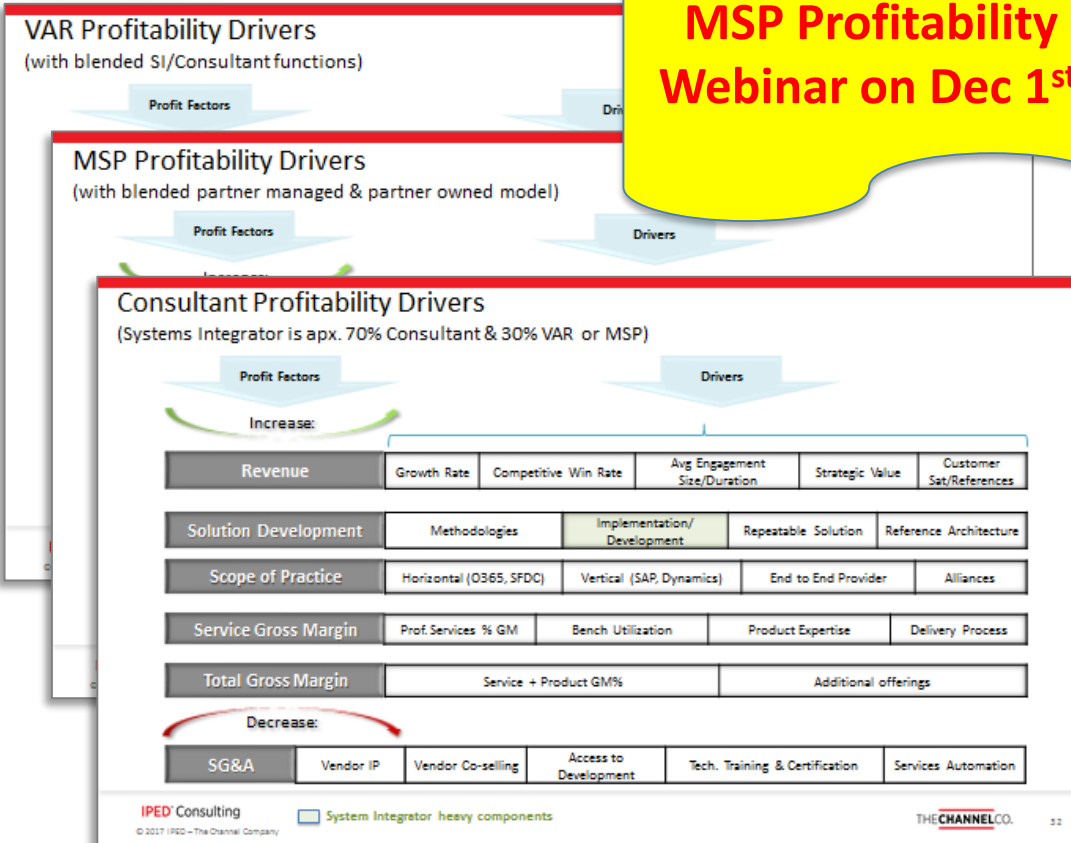 VAR Profitability Drivers
(with blended SI/Consultant functions)
Profit Factors
MSP Profitability
Webinar on Dec 1st
MSP Profitability Drivers
(with blended partner managed & partner owned model)
Profit Factors
Drivers
Consultant Profitability Drivers
(Systems Integrator is apx. 70% Consultant & 30% VAR or MSP)
Profit Factors
Drivers
Increase:
Revenue
Growth Rate
Competitive Win Rate
Avg Engagement
Size/Duration
Strategic Value
Customer
Sat/References
Solution Development
Methodologies
Implementation/
Development
Repeatable Solution
Reference Architecture
Scope of Practice
Horizontal (O365, SFDC)
Vertical (SAP, Dynamics)
End to End Provider
Alliances
Service Gross Margin
Prof. Services % GM
Bench Utilization
Product Expertise
Delivery Process
Total Gross Margin
Service + Product GM%
Additional offerings
Decrease:
SG&A
Vendor IP
Vendor Co-selling
Access to
Development
Tech. Training & Certification
Services Automation
IPED® Consulting
© 2017 IPED – The Channel Company
System Integrator heavy components
THECHANNELCO.
32